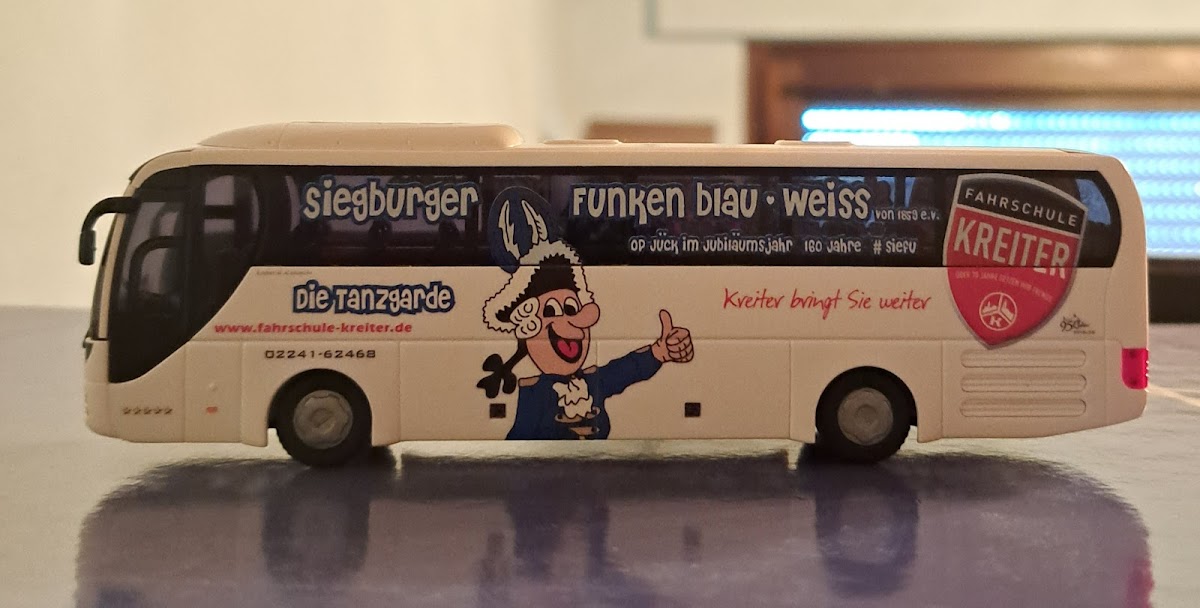 Siegburger Funken blau · weiss von 1859 e.V.
op jück im Jubiläumsjahr 160 Jahre # siefu
FAHRSCHULE
KREITER
Die Tanzgarde
www.fahrschule-kreiter.de
Kreiter bringt Sie weiter
02241-62468